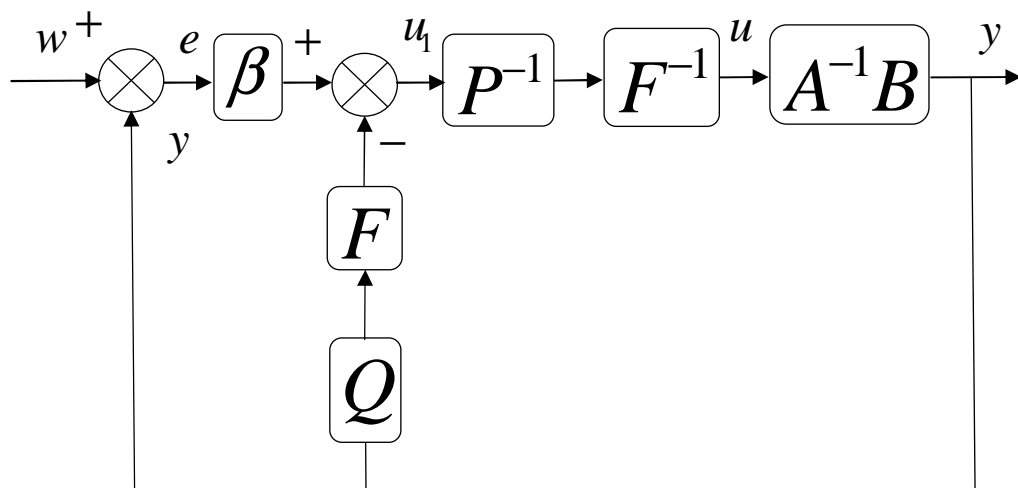 w + e β + u₁ P⁻¹ F⁻¹ u A⁻¹B y
y −
F
Q